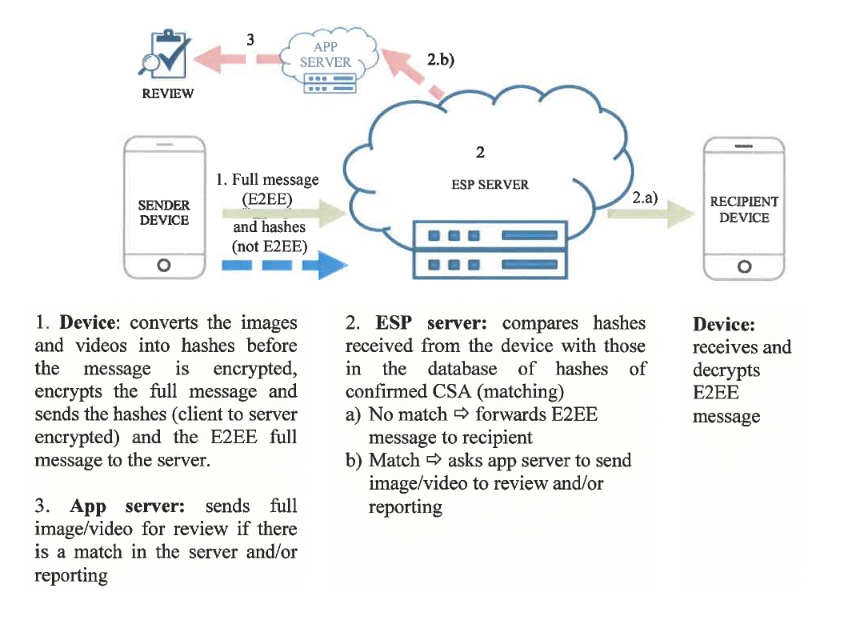 3
APP
SERVER
2.b)
REVIEW
2
ESP SERVER
SENDER
DEVICE
1. Full message
(E2EE)
and hashes
(not E2EE)
2.a)
RECIPIENT
DEVICE
1. Device: converts the images
and videos into hashes before
the message is encrypted,
encrypts the full message and
sends the hashes (client to server
encrypted) and the E2EE full
message to the server.
3. App server: sends full
image/video for review if there
is a match in the server and/or
reporting
2. ESP server: compares hashes
received from the device with those
in the database of hashes of
confirmed CSA (matching)
a) No match ⇨ forwards E2EE
message to recipient
b) Match ⇨ asks app server to send
image/video to review and/or
reporting
Device:
receives and
decrypts
E2EE
message